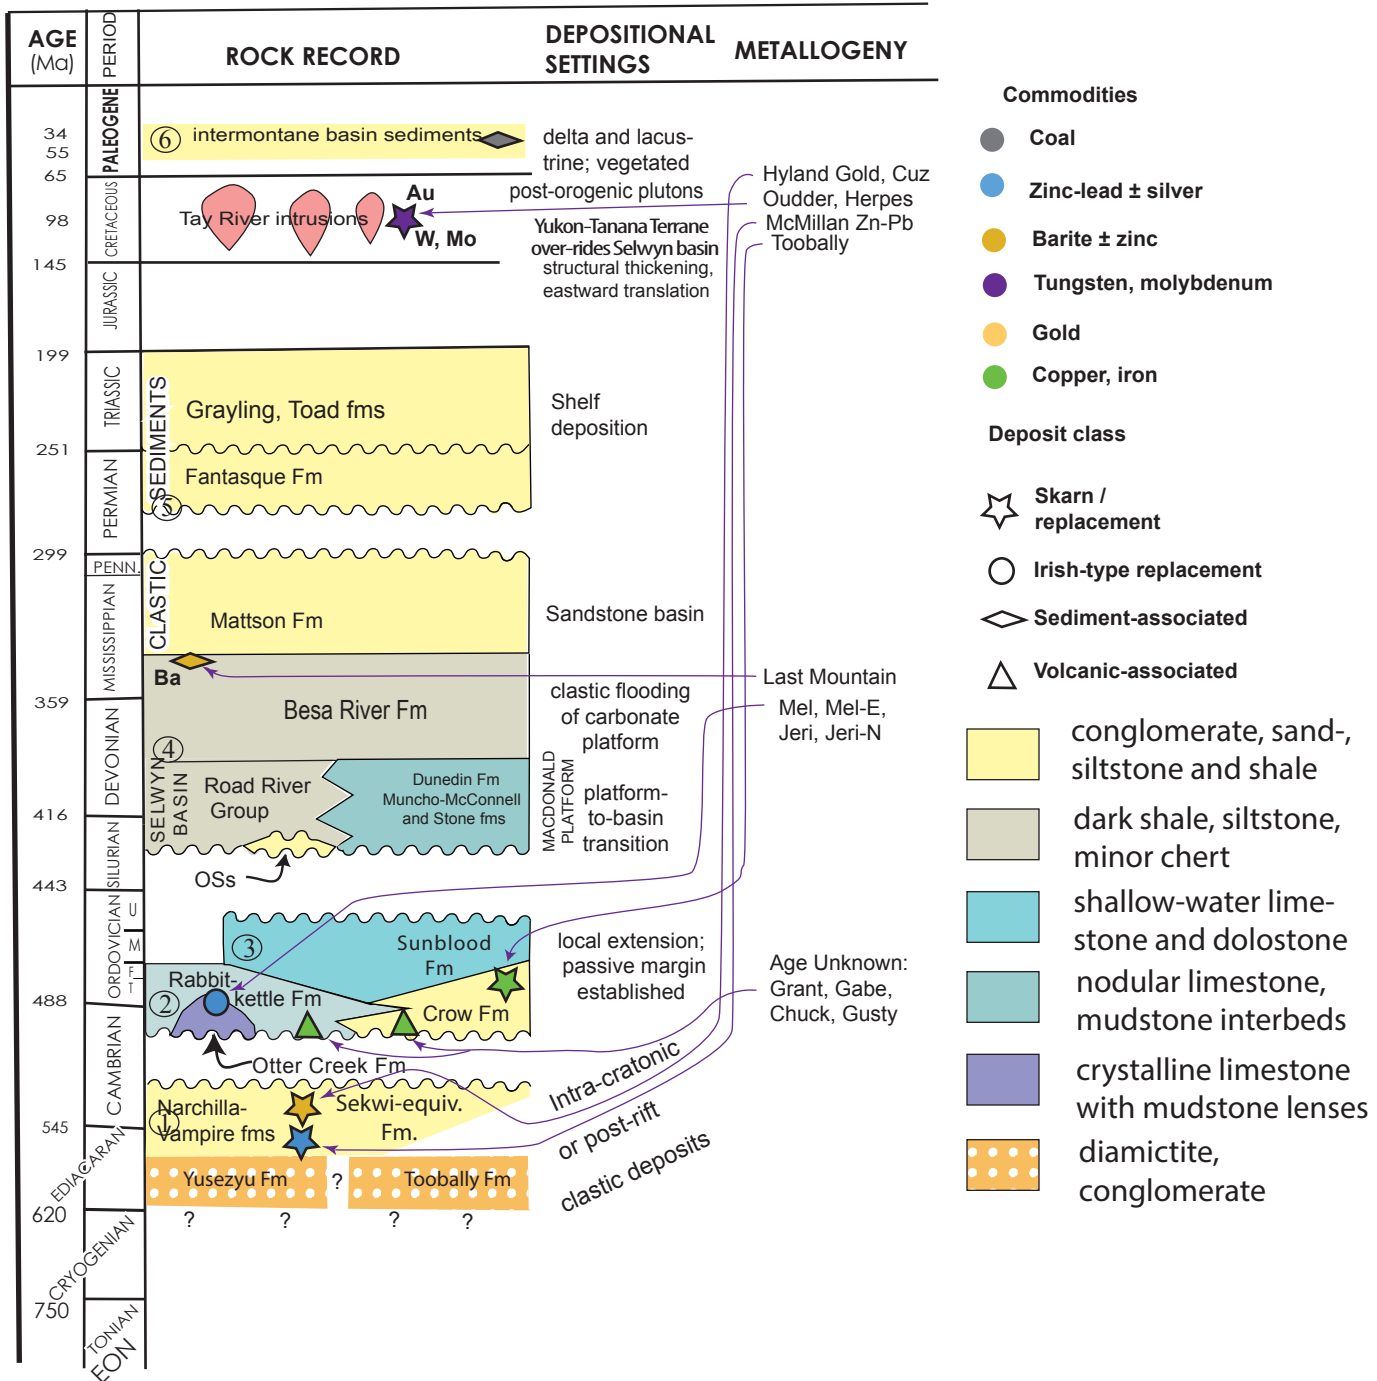 AGE
(Ma)
PERIOD
ROCK RECORD
DEPOSITIONAL
SETTINGS
METALLOGENY
34
55
65
98
145
199
251
299
359
416
443
488
545
620
750
PALEOGENE
CRETACEOUS
JURASSIC
TRIASSIC
PERMIAN
PENN.
MISSISSIPPIAN
DEVONIAN
SILURIAN
ORDOVICIAN
U
M
F
T
CAMBRIAN
EDIACARAN
CRYOGENIAN
TONIAN
EON
6 intermontane basin sediments
Tay River intrusions
Au
W, Mo
CLASTIC SEDIMENTS
Grayling, Toad fms
Fantasque Fm
5
Mattson Fm
Ba
Besa River Fm
4
SELWYN
BASIN
Road River
Group
Dunedin Fm
Muncho-McConnell
and Stone fms
OSs
3
Sunblood
Fm
Rabbit-
kettle Fm
2
Crow Fm
Otter Creek Fm
Narchilla-
Vampire fms
1
Sekwi-equiv.
Fm.
Yusezyu Fm
?
Toobally Fm
? ? ? ?
delta and lacus-
trine; vegetated
post-orogenic plutons
Yukon-Tanana Terrane
over-rides Selwyn basin
structural thickening,
eastward translation
Shelf
deposition
Sandstone basin
clastic flooding
of carbonate
platform
MACDONALD
PLATFORM
platform-
to-basin
transition
local extension;
passive margin
established
Intra-cratonic
or post-rift
clastic deposits
Hyland Gold, Cuz
Oudder, Herpes
McMillan Zn-Pb
Toobally
Last Mountain
Mel, Mel-E,
Jeri, Jeri-N
Age Unknown:
Grant, Gabe,
Chuck, Gusty
Commodities
Coal
Zinc-lead ± silver
Barite ± zinc
Tungsten, molybdenum
Gold
Copper, iron
Deposit class
Skarn /
replacement
Irish-type replacement
Sediment-associated
Volcanic-associated
conglomerate, sand-,
siltstone and shale
dark shale, siltstone,
minor chert
shallow-water lime-
stone and dolostone
nodular limestone,
mudstone interbeds
crystalline limestone
with mudstone lenses
diamictite,
conglomerate